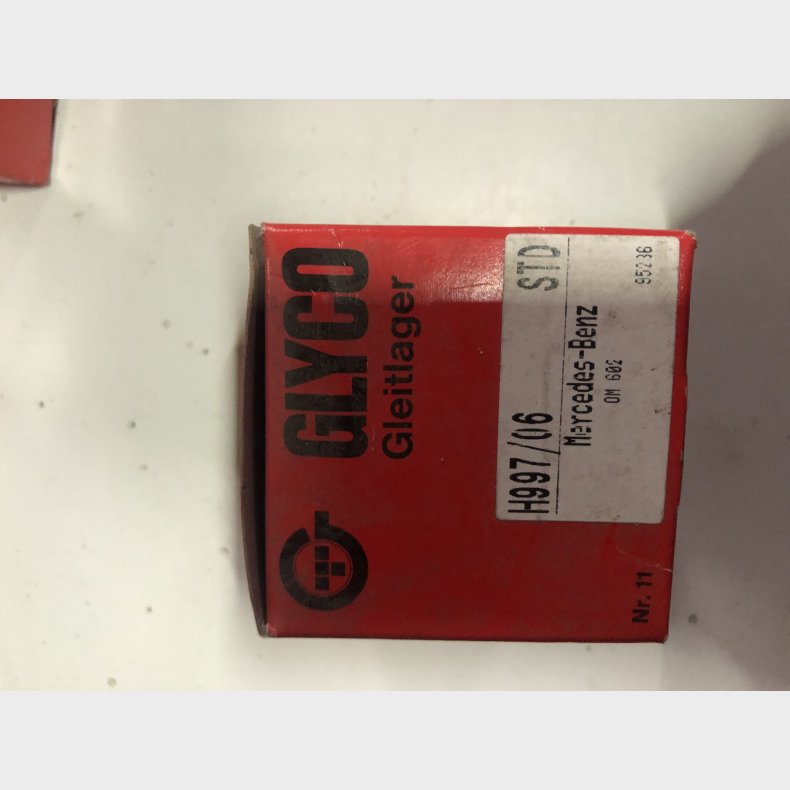 GLYCO
Gleitlager
H997/06 STD
Mercedes-Benz
OM 602
95236
Nr. 11